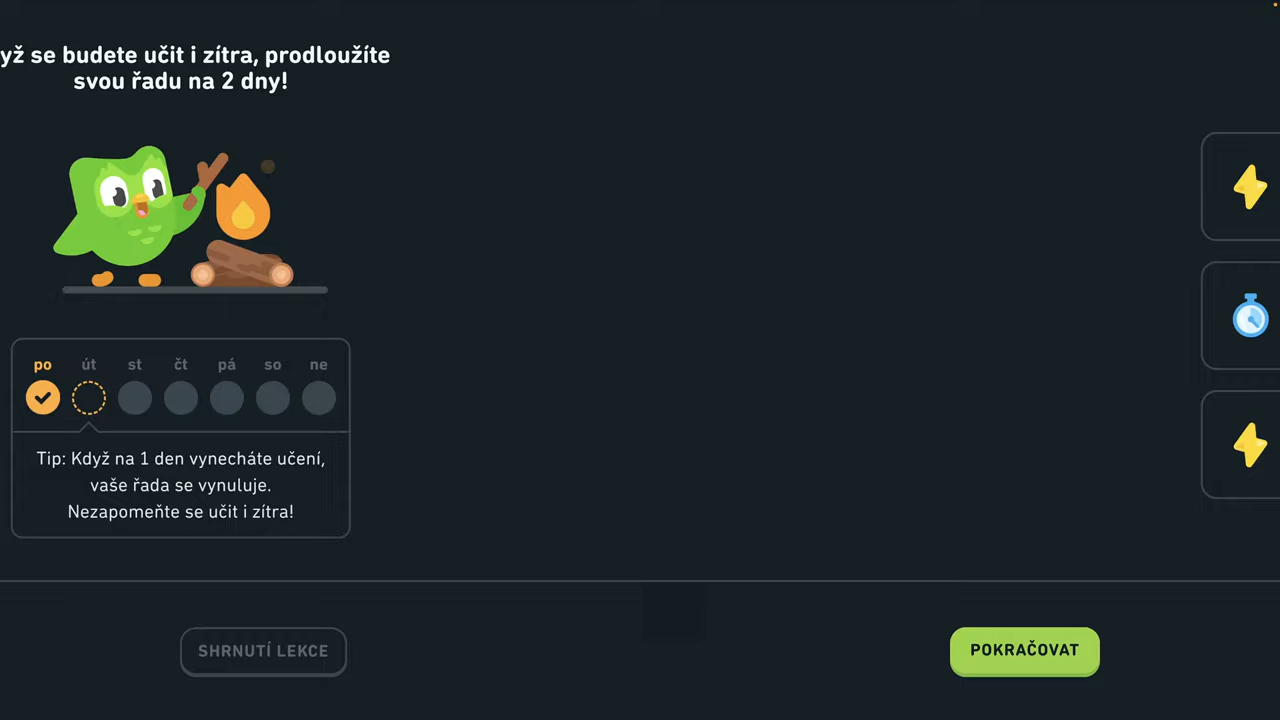 yž se budete učit i zítra, prodloužíte
svou řadu na 2 dny!
po út st čt pá so ne
Tip: Když na 1 den vynecháte učení,
vaše řada se vynuluje.
Nezapomeňte se učit i zítra!
SHRNUTÍ LEKCE
POKRAČOVAT